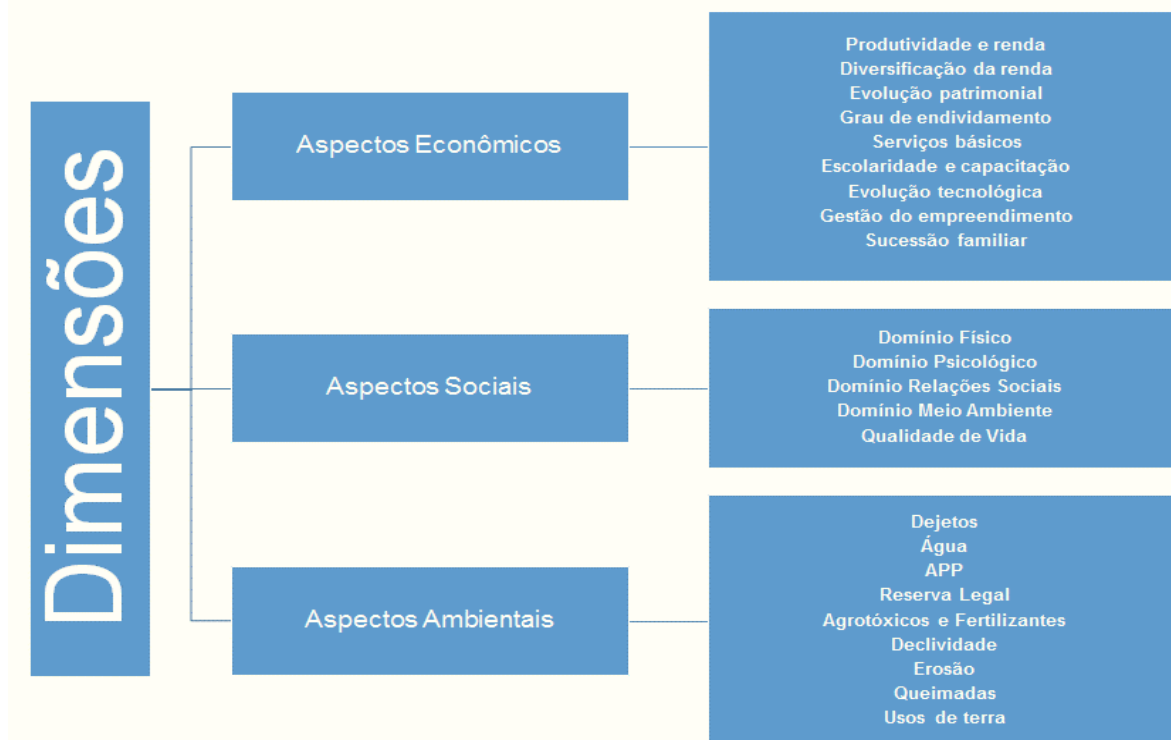 Dimensões
Aspectos Econômicos
Produtividade e renda
Diversificação da renda
Evolução patrimonial
Grau de endividamento
Serviços básicos
Escolaridade e capacitação
Evolução tecnológica
Gestão do empreendimento
Sucessão familiar
Aspectos Sociais
Domínio Físico
Domínio Psicológico
Domínio Relações Sociais
Domínio Meio Ambiente
Qualidade de Vida
Aspectos Ambientais
Dejetos
Água
APP
Reserva Legal
Agrotóxicos e Fertilizantes
Declividade
Erosão
Queimadas
Usos de terra